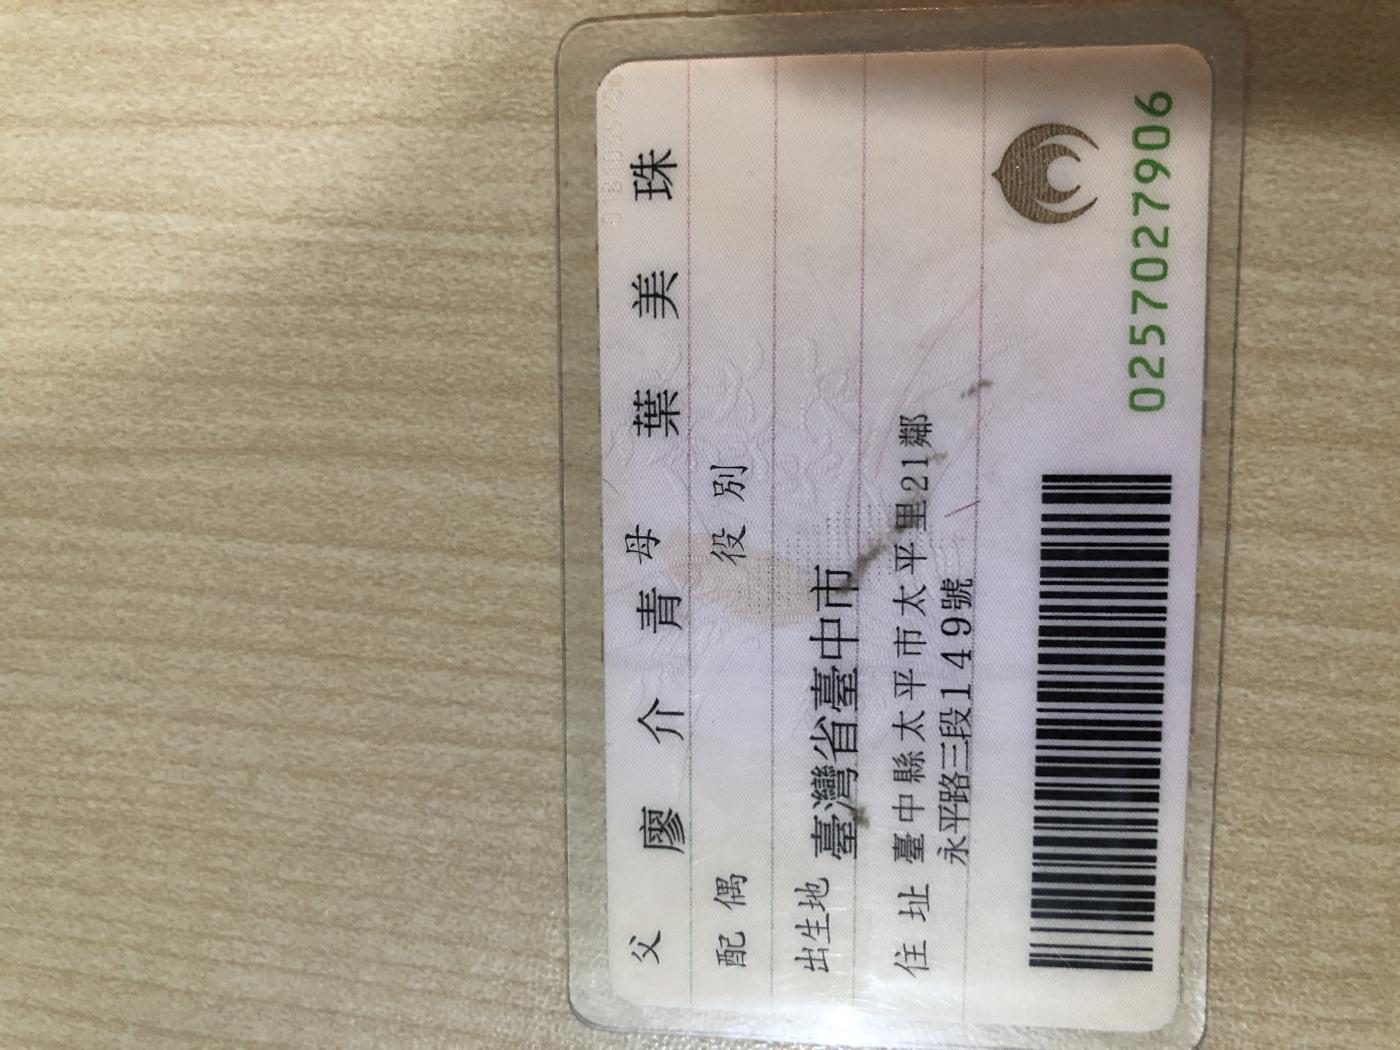 父 廖介青 母 葉美珠
配偶 役別
出生地 臺灣省臺中市
住址 臺中縣太平市太平里21鄰
永平路三段149號
0257027906